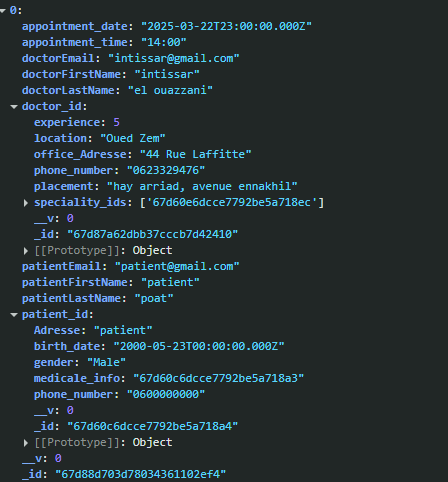 0:
appointment_date: "2025-03-22T23:00:00.000Z"
appointment_time: "14:00"
doctorEmail: "intissar@gmail.com"
doctorFirstName: "intissar"
doctorLastName: "el ouazzani"
doctor_id:
experience: 5
location: "Oued Zem"
office_Adresse: "44 Rue Laffitte"
phone_number: "0623329476"
placement: "hay arriad, avenue ennakhil"
speciality_ids: ['67d60e6dcce7792be5a718ec']
__v: 0
_id: "67d87a62dbb37cccb7d42410"
[[Prototype]]: Object
patientEmail: "patient@gmail.com"
patientFirstName: "patient"
patientLastName: "poat"
patient_id:
Adresse: "patient"
birth_date: "2000-05-23T00:00:00.000Z"
gender: "Male"
medicale_info: "67d60c6dcce7792be5a718a3"
phone_number: "0600000000"
__v: 0
_id: "67d60c6dcce7792be5a718a4"
[[Prototype]]: Object
__v: 0
_id: "67d88d703d78034361102ef4"